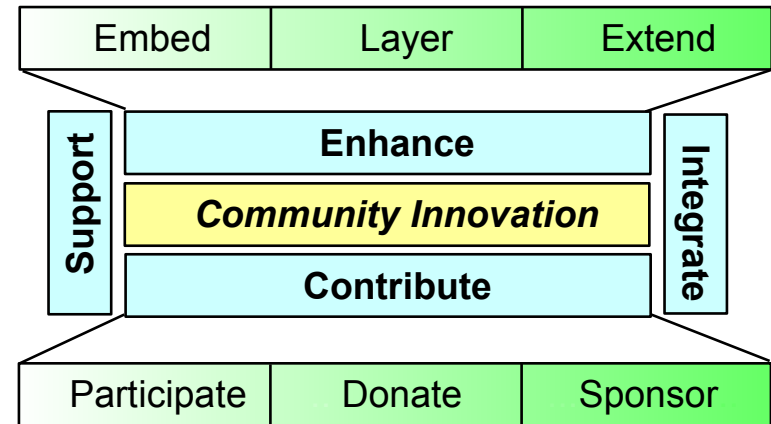 Embed Layer Extend
Support
Enhance
Community Innovation
Contribute
Integrate
Participate Donate Sponsor